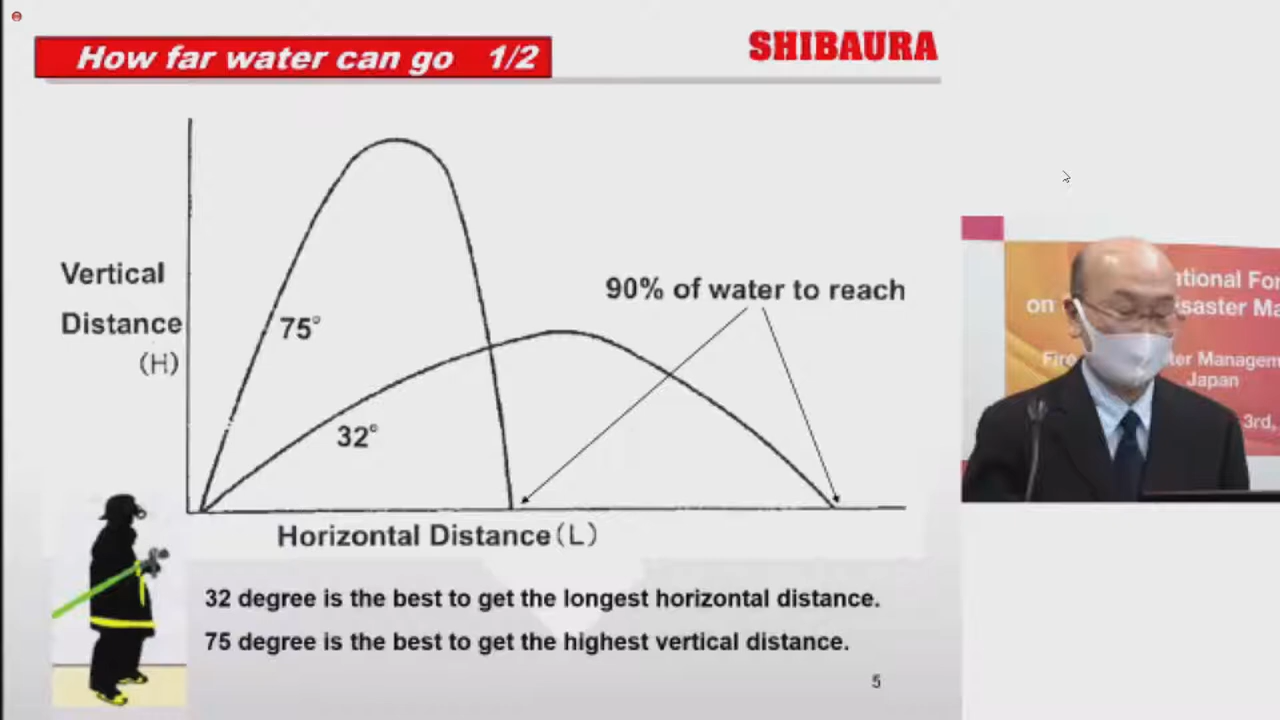 How far water can go 1/2
SHIBAURA
Vertical
Distance
(H)
75°
32°
90% of water to reach
Horizontal Distance (L)
32 degree is the best to get the longest horizontal distance.
75 degree is the best to get the highest vertical distance.
5
on
Japan
3rd,